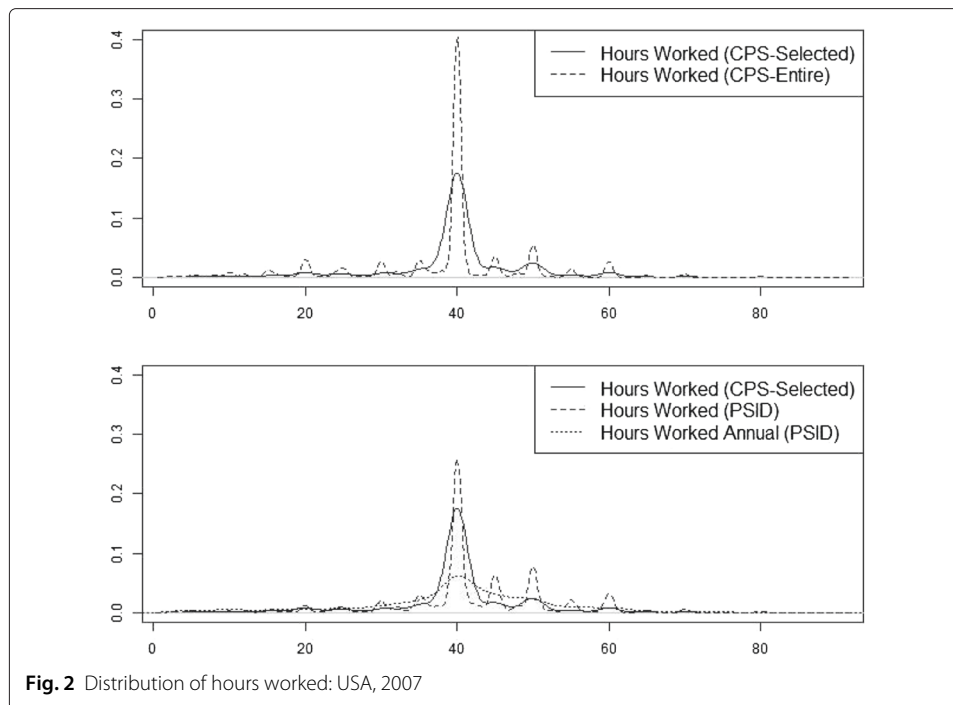 0.4
0.3
0.2
0.1
0.0
Hours Worked (CPS-Selected)
Hours Worked (CPS-Entire)
0 20 40 60 80
0.4
0.3
0.2
0.1
0.0
Hours Worked (CPS-Selected)
Hours Worked (PSID)
Hours Worked Annual (PSID)
0 20 40 60 80
Fig. 2 Distribution of hours worked: USA, 2007